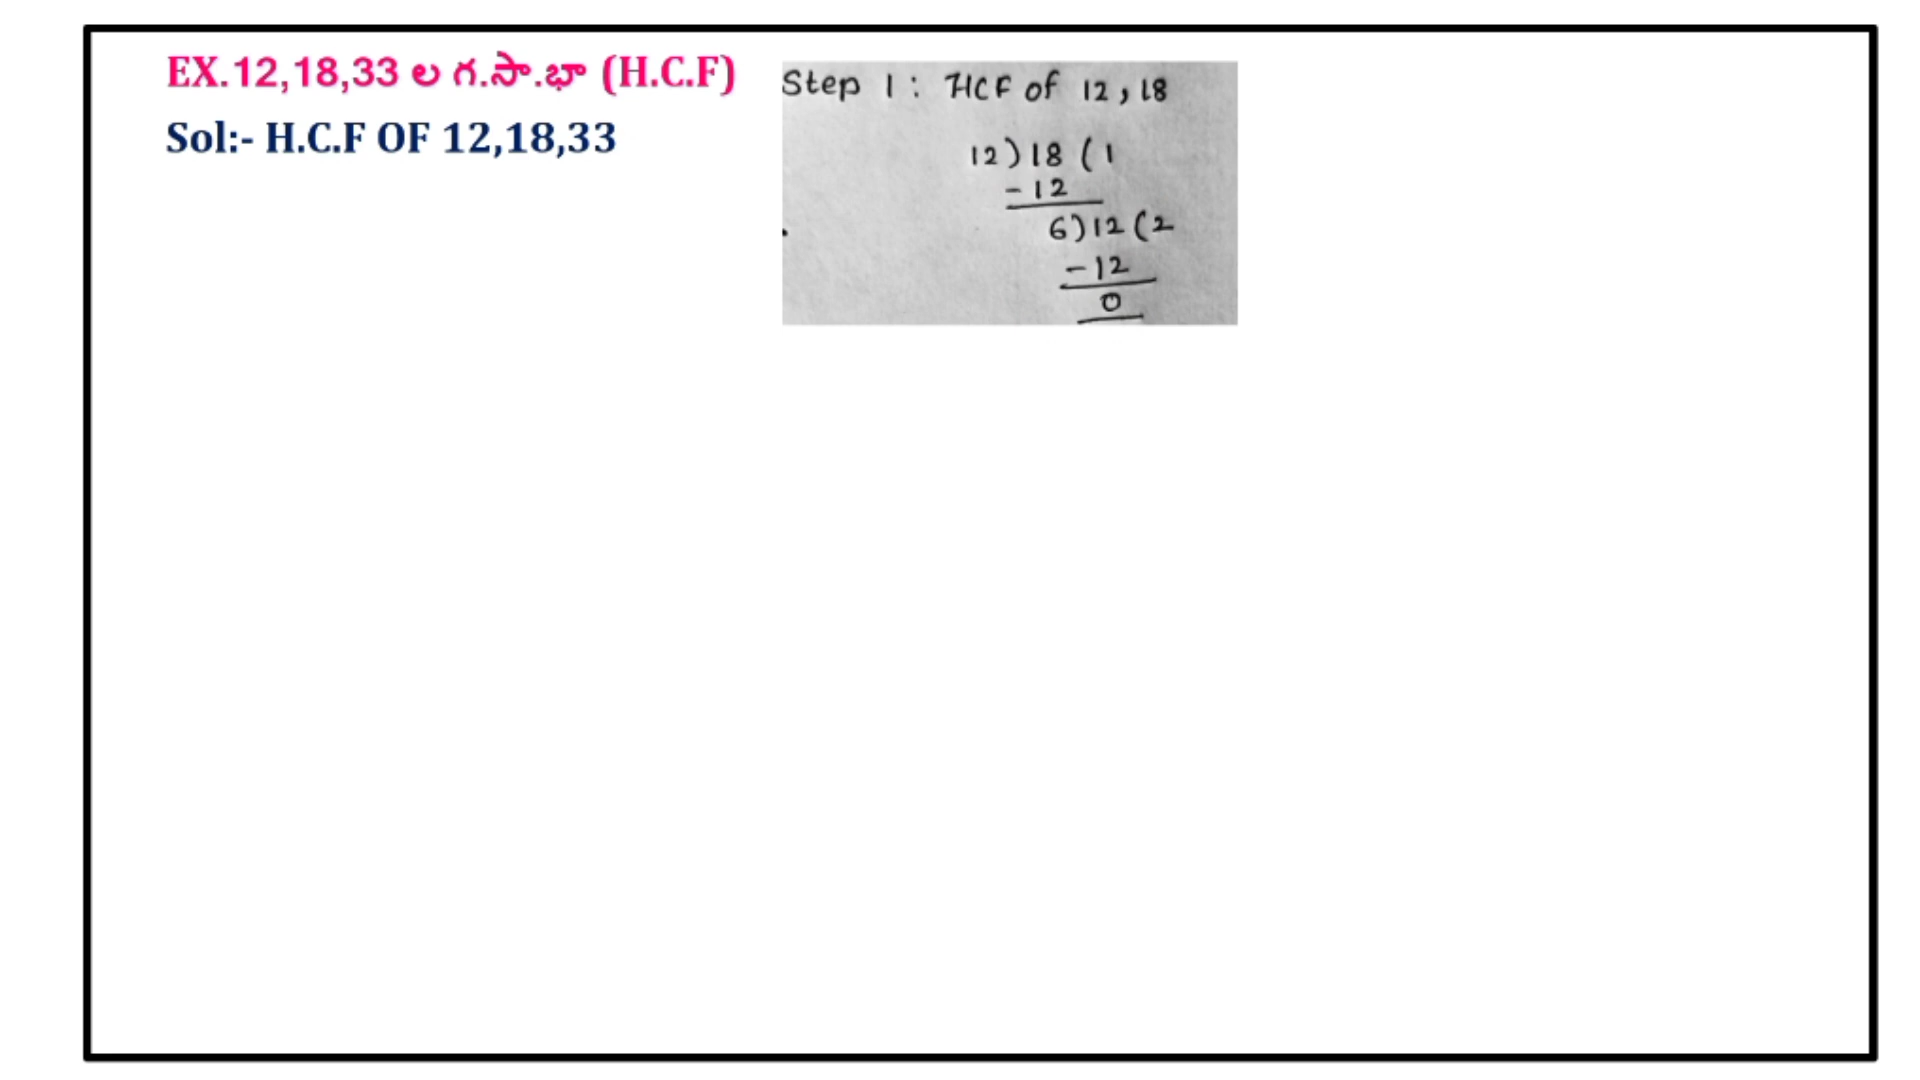 EX.12,18,33 ల గ.సా.భా (H.C.F)
Sol:- H.C.F OF 12,18,33
Step 1 : HCF of 12 , 18
12 ) 18 ( 1
- 12
6 ) 12 ( 2
- 12
0